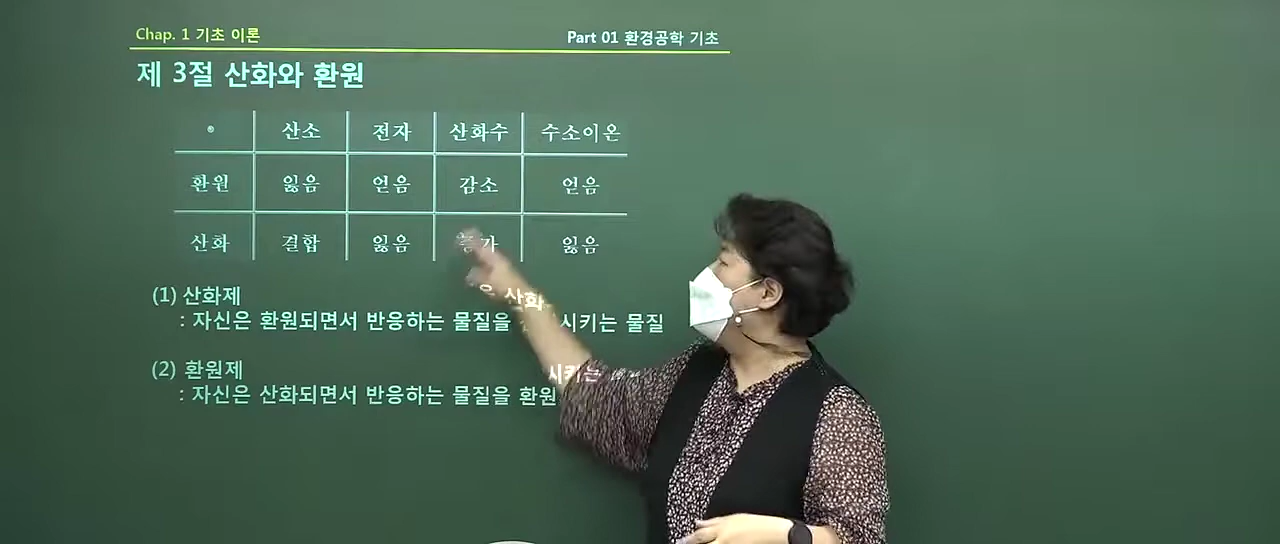 Chap. 1 기초 이론
Part 01 환경공학 기초
제 3절 산화와 환원
산소 전자 산화수 수소이온
환원 잃음 얻음 감소 얻음
산화 결합 잃음 가 잃음
(1) 산화제
: 자신은 환원되면서 반응하는 물질을 시키는 물질
(2) 환원제
: 자신은 산화되면서 반응하는 물질을 환원